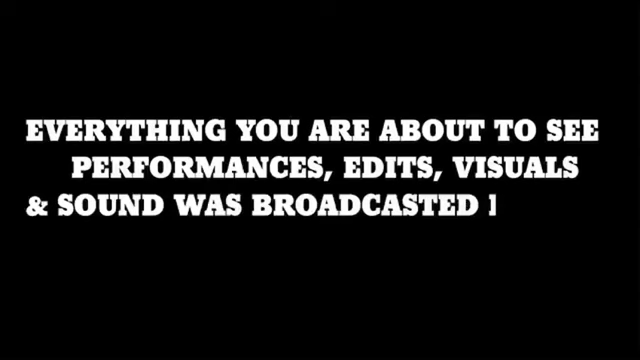 EVERYTHING YOU ARE ABOUT TO SEE
PERFORMANCES, EDITS, VISUALS
& SOUND WAS BROADCASTED